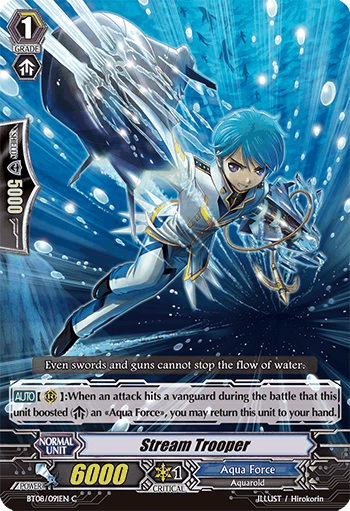 1
GRADE
SHIELD
5000
Even swords and guns cannot stop the flow of water.
AUTO [(RC)]:When an attack hits a vanguard during the battle that this
unit boosted an «Aqua Force», you may return this unit to your hand.
NORMAL
UNIT
Stream Trooper
POWER 6000
1
CRITICAL
Aqua Force
Aquaroid
BT08/091EN C
ILLUST / Hirokorin